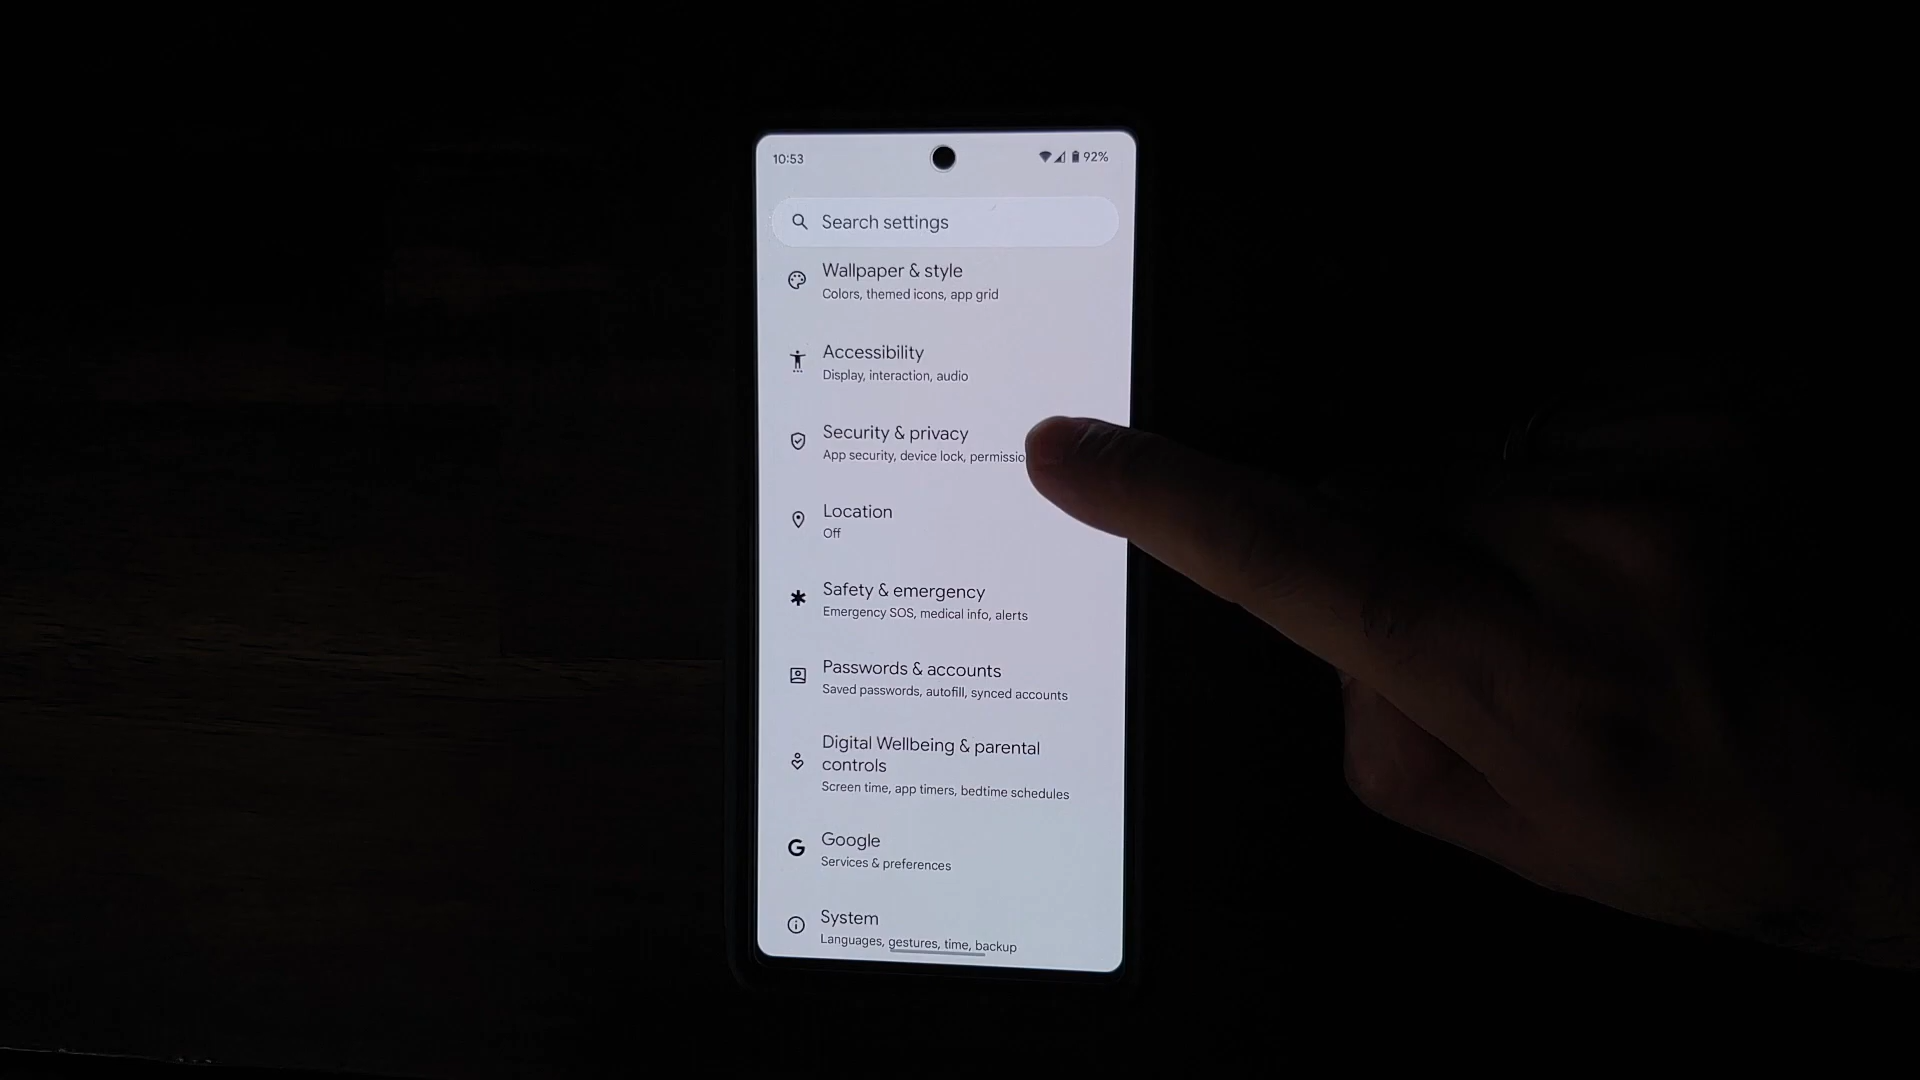 10:53
92%
Search settings
Wallpaper & style
Colors, themed icons, app grid
Accessibility
Display, interaction, audio
Security & privacy
App security, device lock, permissio
Location
Off
Safety & emergency
Emergency SOS, medical info, alerts
Passwords & accounts
Saved passwords, autofill, synced accounts
Digital Wellbeing & parental
controls
Screen time, app timers, bedtime schedules
Google
Services & preferences
System
Languages, gestures, time, backup